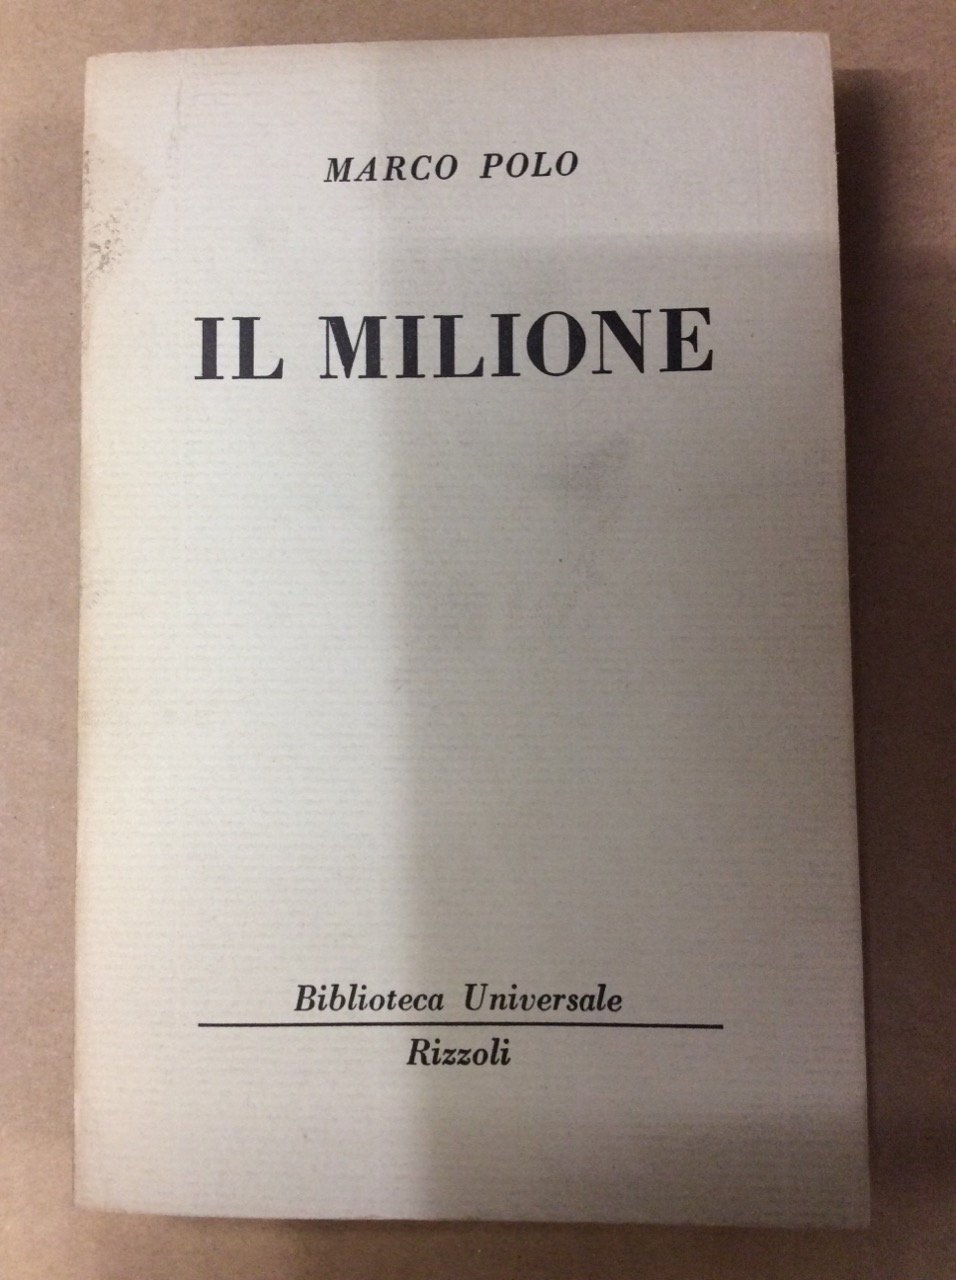 MARCO POLO
IL MILIONE
Biblioteca Universale
Rizzoli